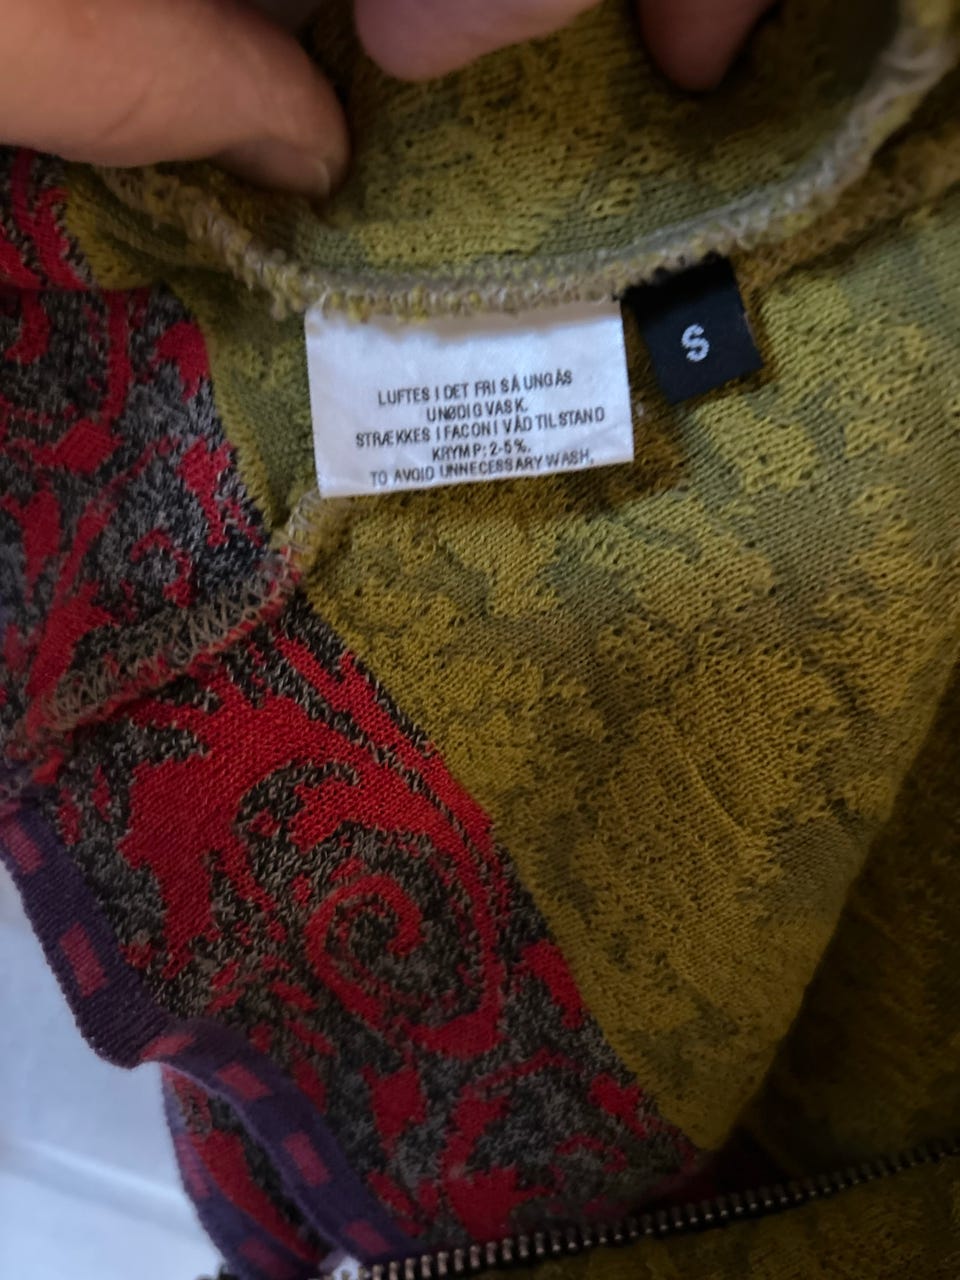 LUFTES I DET FRI SÅ UNGÅS
UNØDIG VASK.
STRÆKKES I FACON I VÅD TILSTAND
KRYMP: 2-5%.
TO AVOID UNNECESSARY WASH,
S